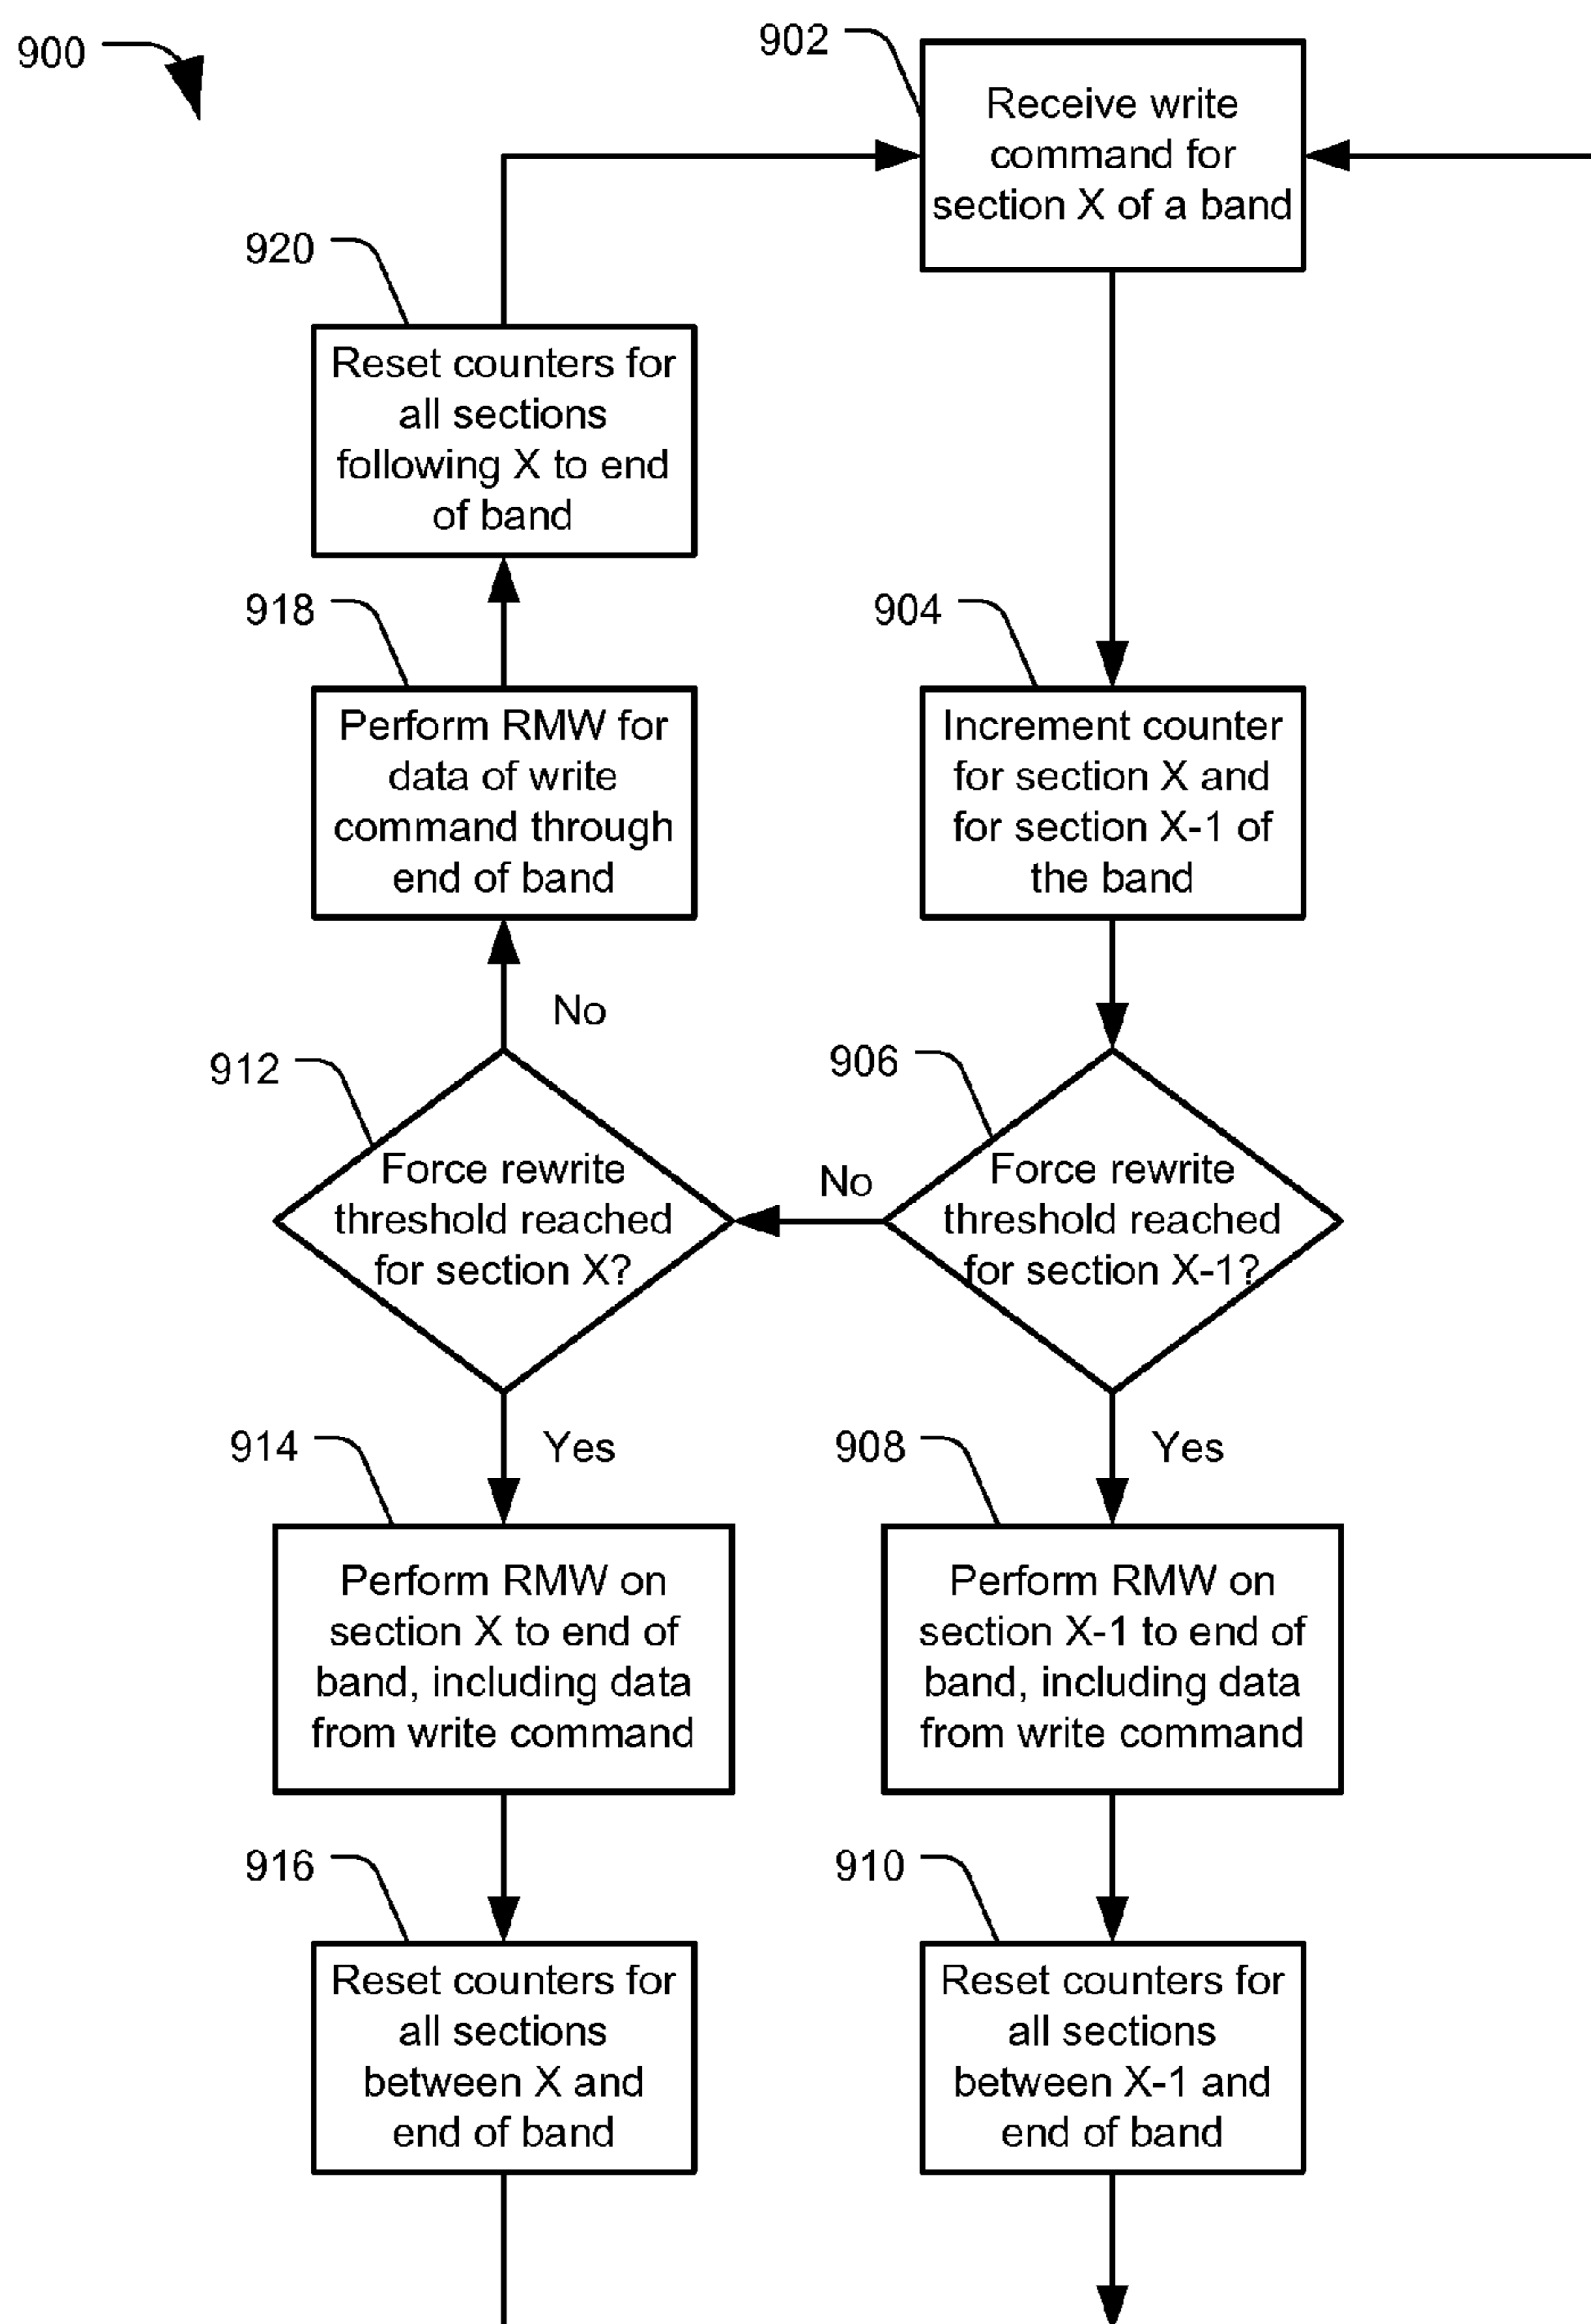 900
902
Receive write
command for
section X of a band
920
Reset counters for
all sections
following X to end
of band
918
Perform RMW for
data of write
command through
end of band
904
Increment counter
for section X and
for section X-1 of
the band
No
912
Force rewrite
threshold reached
for section X?
No
906
Force rewrite
threshold reached
for section X-1?
914
Yes
Perform RMW on
section X to end of
band, including data
from write command
908
Yes
Perform RMW on
section X-1 to end of
band, including data
from write command
916
Reset counters for
all sections
between X and
end of band
910
Reset counters for
all sections
between X-1 and
end of band